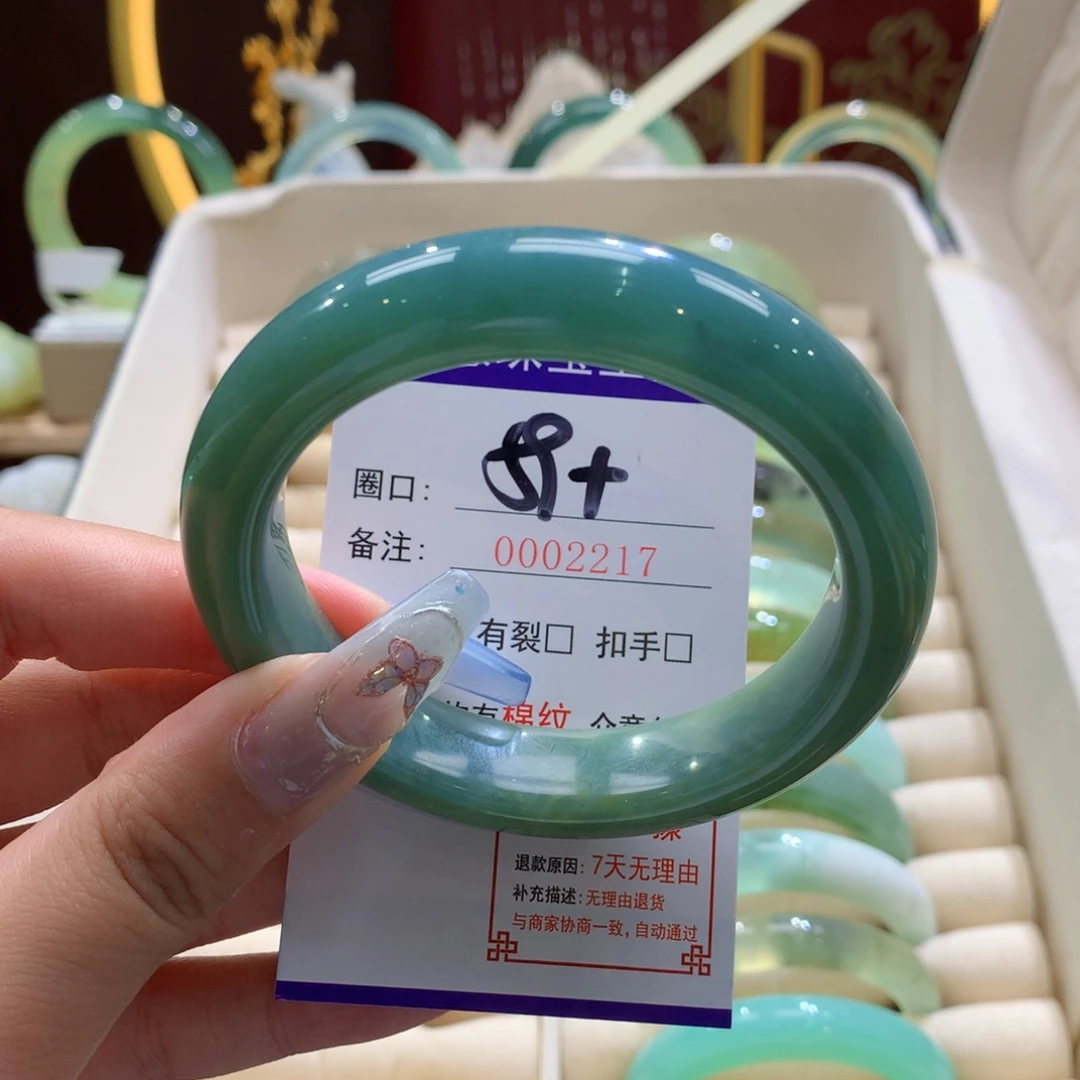 圈口: 57+
备注: 0002217
有裂□ 扣手□
有棉纹
退款原因: 7天无理由
补充描述: 无理由退货
与商家协商一致, 自动通过